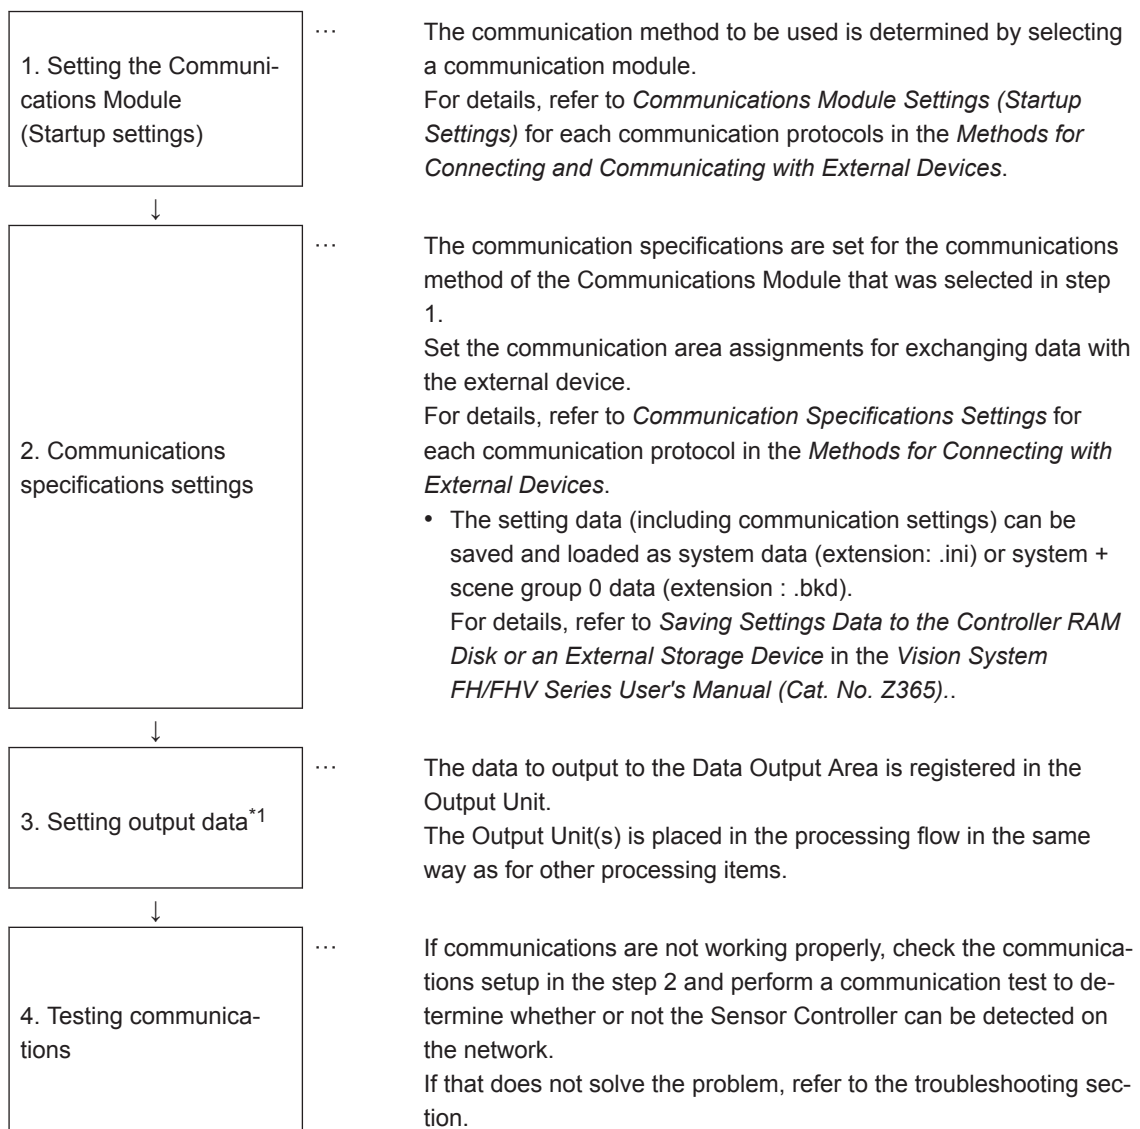 1. Setting the Communi-
cations Module
(Startup settings)
…
The communication method to be used is determined by selecting
a communication module.
For details, refer to Communications Module Settings (Startup
Settings) for each communication protocols in the Methods for
Connecting and Communicating with External Devices.
↓
2. Communications
specifications settings
…
The communication specifications are set for the communications
method of the Communications Module that was selected in step
1.
Set the communication area assignments for exchanging data with
the external device.
For details, refer to Communication Specifications Settings for
each communication protocol in the Methods for Connecting with
External Devices.
• The setting data (including communication settings) can be
saved and loaded as system data (extension: .ini) or system +
scene group 0 data (extension : .bkd).
For details, refer to Saving Settings Data to the Controller RAM
Disk or an External Storage Device in the Vision System
FH/FHV Series User's Manual (Cat. No. Z365)..
↓
3. Setting output data*1
…
The data to output to the Data Output Area is registered in the
Output Unit.
The Output Unit(s) is placed in the processing flow in the same
way as for other processing items.
↓
4. Testing communica-
tions
…
If communications are not working properly, check the communica-
tions setup in the step 2 and perform a communication test to de-
termine whether or not the Sensor Controller can be detected on
the network.
If that does not solve the problem, refer to the troubleshooting sec-
tion.